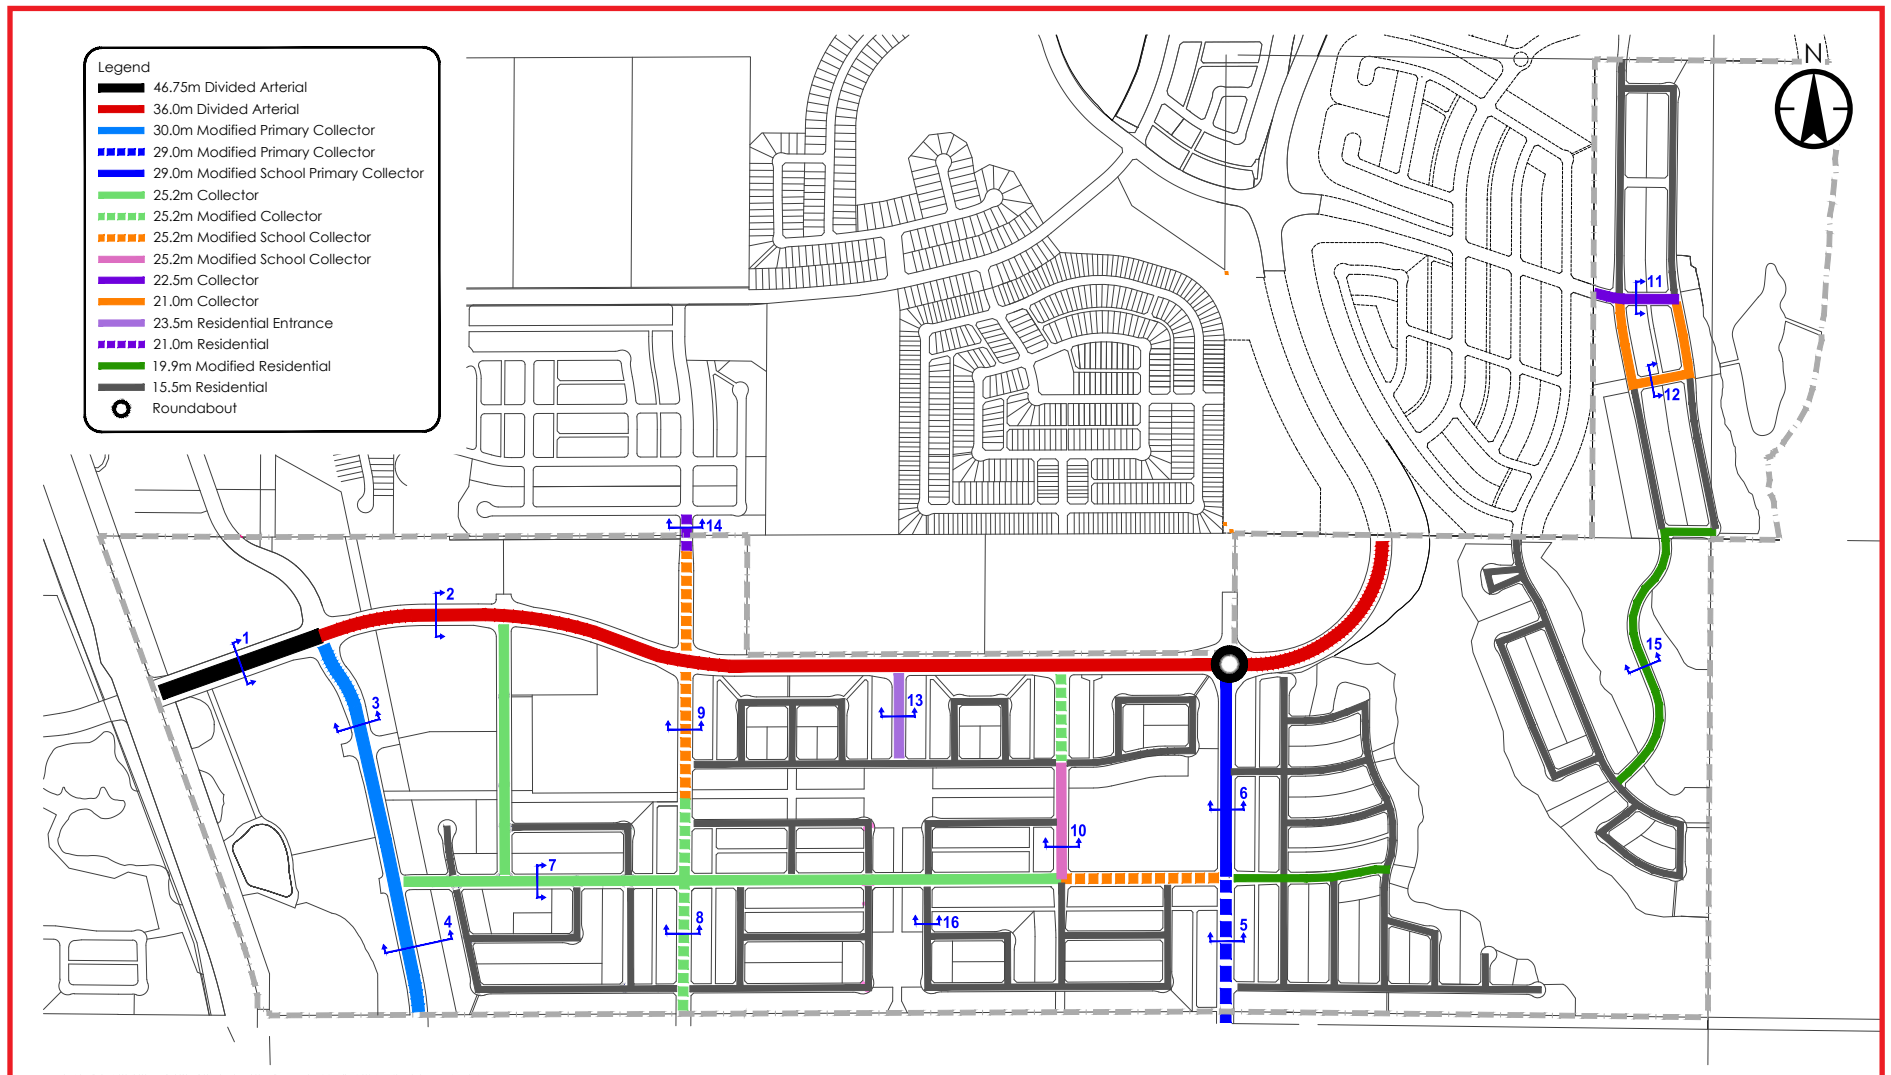 Legend
46.75m Divided Arterial
36.0m Divided Arterial
30.0m Modified Primary Collector
29.0m Modified Primary Collector
29.0m Modified School Primary Collector
25.2m Collector
25.2m Modified Collector
25.2m Modified School Collector
25.2m Modified School Collector
22.5m Collector
21.0m Collector
23.5m Residential Entrance
21.0m Residential
19.9m Modified Residential
15.5m Residential
Roundabout
N
11
12
14
2
1
15
3
13
9
6
10
7
8
16
4
5